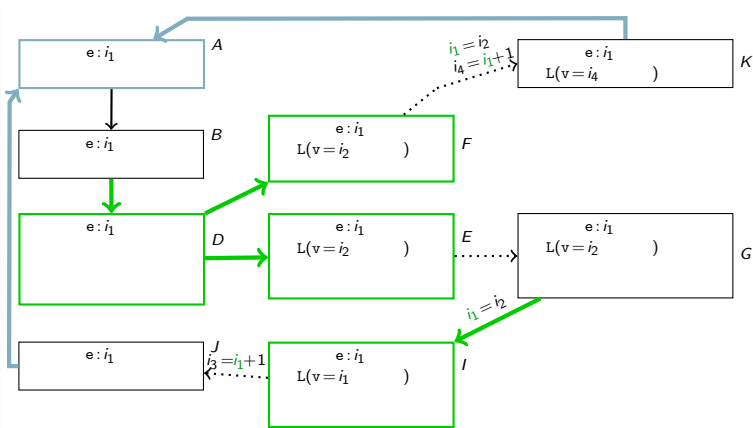 e : i₁
A
e : i₁
B
e : i₁
D
e : i₁
L(v = i₂ )
F
i₁ = i₂
i₄ = i₁+1
e : i₁
L(v = i₄ )
K
e : i₁
L(v = i₂ )
E
e : i₁
L(v = i₂ )
G
i₁ = i₂
e : i₁
L(v = i₁ )
I
i₃ = i₁+1
J
e : i₁